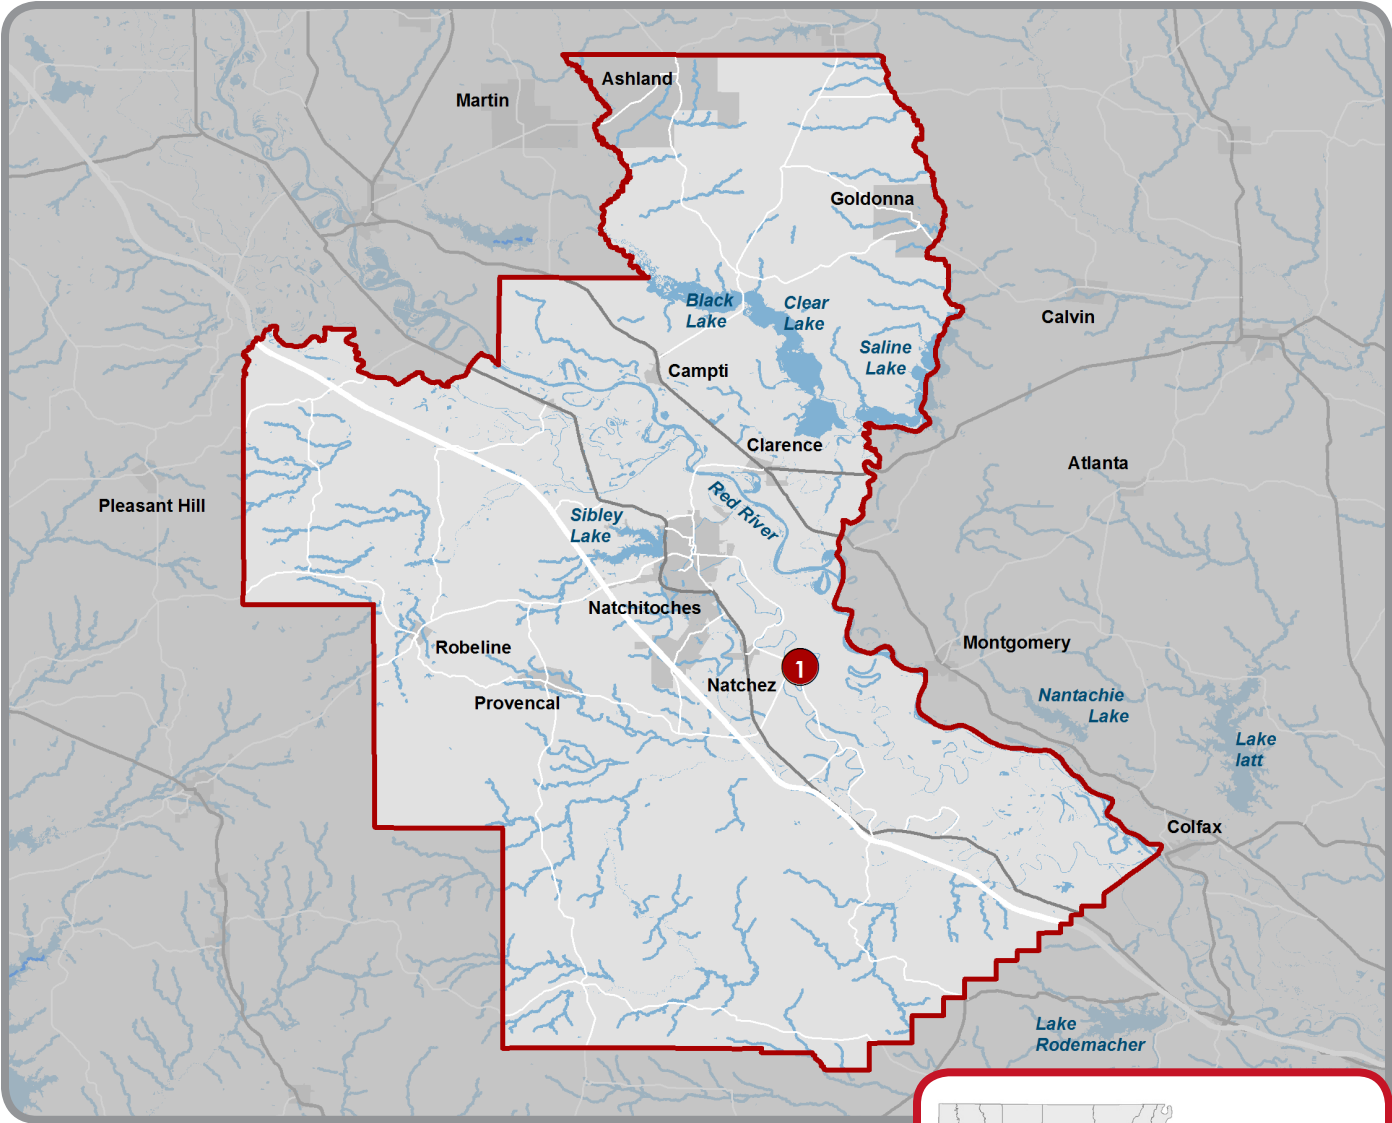 Ashland
Martin
Goldonna
Black
Lake
Clear
Lake
Calvin
Saline
Lake
Campti
Clarence
Atlanta
Pleasant Hill
Red River
Sibley
Lake
Natchitoches
Robeline
Montgomery
1
Natchez
Provencal
Nantachie
Lake
Lake
Iatt
Colfax
Lake
Rodemacher